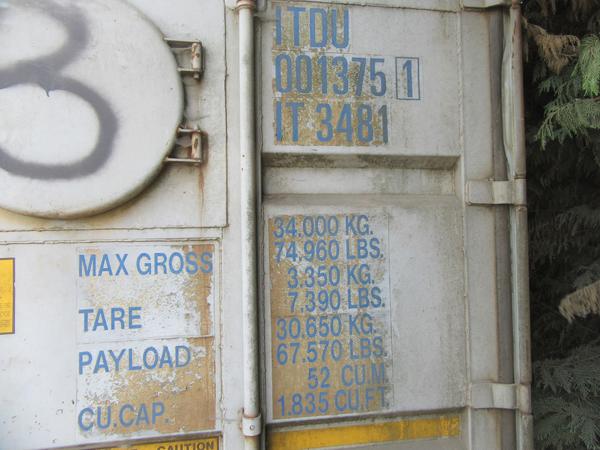 3
ITDU
001375 1
IT 3481
MAX GROSS 34.000 KG.
74.960 LBS.
TARE 3.350 KG.
7.390 LBS.
PAYLOAD 30.650 KG.
67.570 LBS.
CU.CAP. 52 CU.M.
1.835 CU.FT.
CAUTION